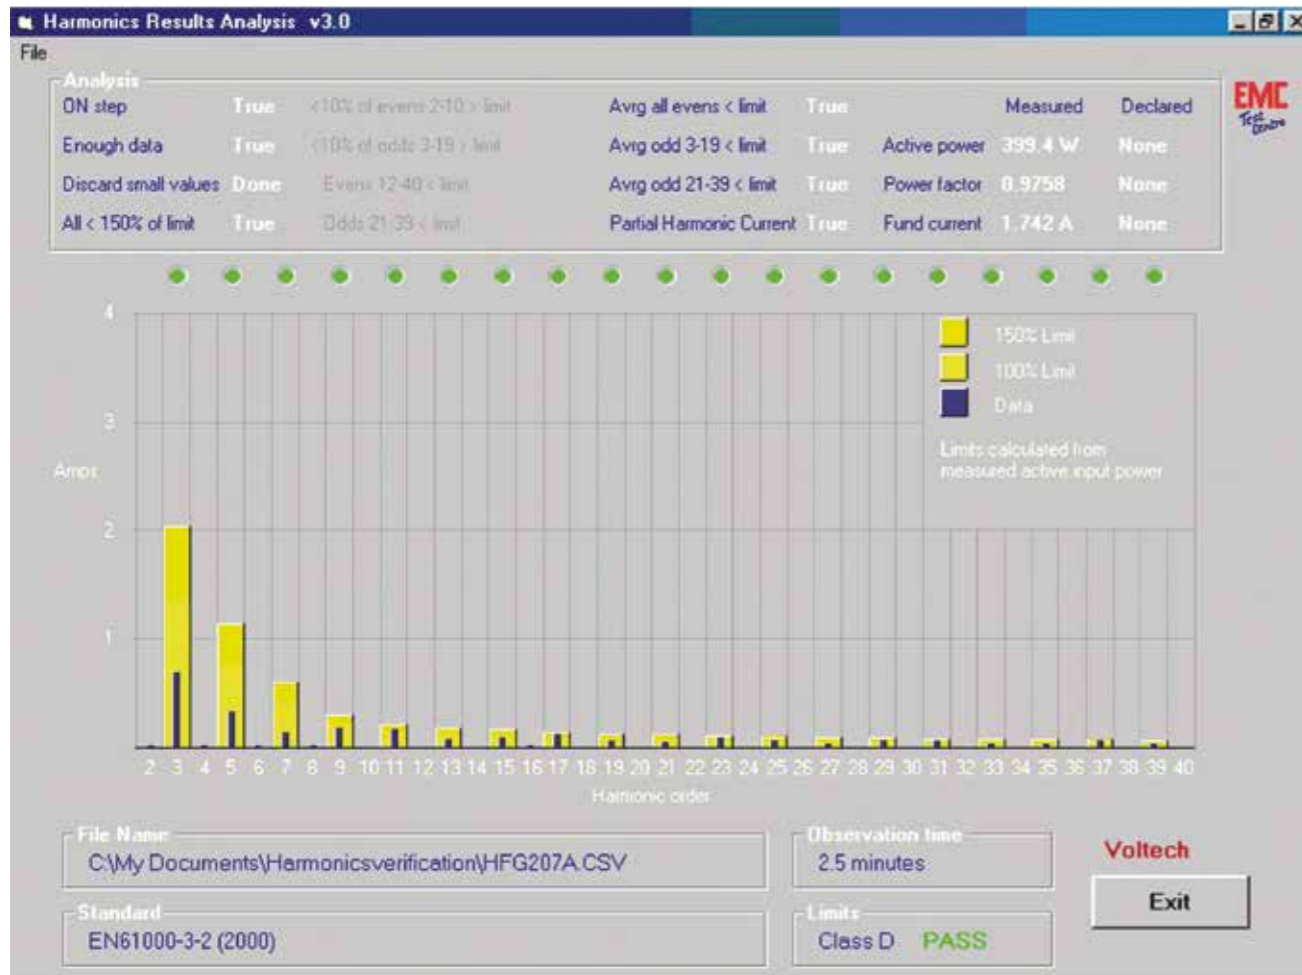 Harmonics Results Analysis v3.0
File
Analysis
ON step True <10% of evens 2-10 > limit Avrg all evens < limit True Measured Declared
Enough data True <10% of odds 3-19 > limit Avrg odd 3-19 < limit True Active power 399.4 W None
Discard small values Done Evens 12-40 < limit Avrg odd 21-39 < limit True Power factor 0.9758 None
All < 150% of limit True Odds 21-39 < limit Partial Harmonic Current True Fund current 1.742 A None
EMC
Test
Centre
4
3
Amps
2
1
150% Limit
100% Limit
Data
Limits calculated from
measured active input power
2 3 4 5 6 7 8 9 10 11 12 13 14 15 16 17 18 19 20 21 22 23 24 25 26 27 28 29 30 31 32 33 34 35 36 37 38 39 40
Harmonic order
File Name
C:\My Documents\Harmonicsverification\HFG207A.CSV
Observation time
2.5 minutes
Voltech
Exit
Standard
EN61000-3-2 (2000)
Limits
Class D PASS